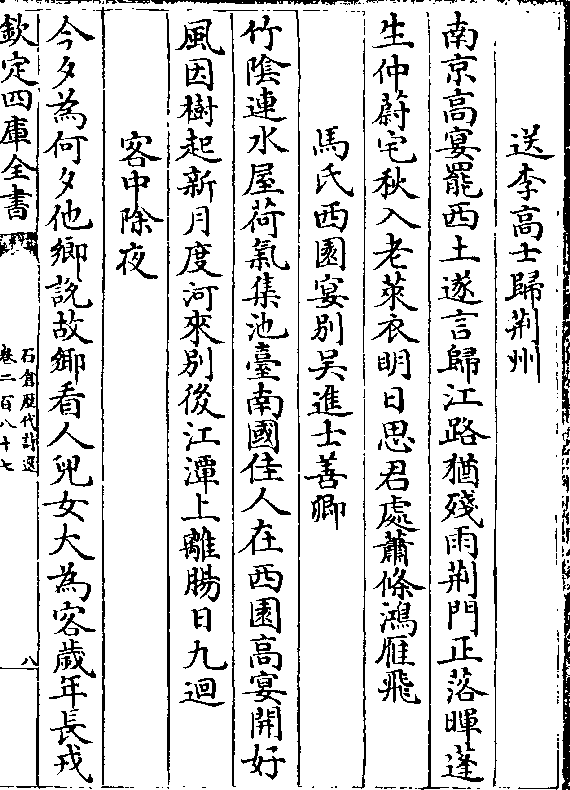 送李高士歸荆州
南京高宴罷西土遂言歸江路猶殘雨荆門正落暉蓬
生仲蔚宅秋入老萊衣明日思君處蕭條鴻雁飛
馬氏西園宴別吴進士善卿
竹陰連水屋荷氣集池臺南國佳人在西園高宴開好
風因樹起新月度河來別後江潭上離腸日九迴
客中除夜
今夕為何夕他鄉説故鄉看人兒女大為客歲年長戎
欽定四庫全書
石倉歷代詩選
卷二百八十七
八